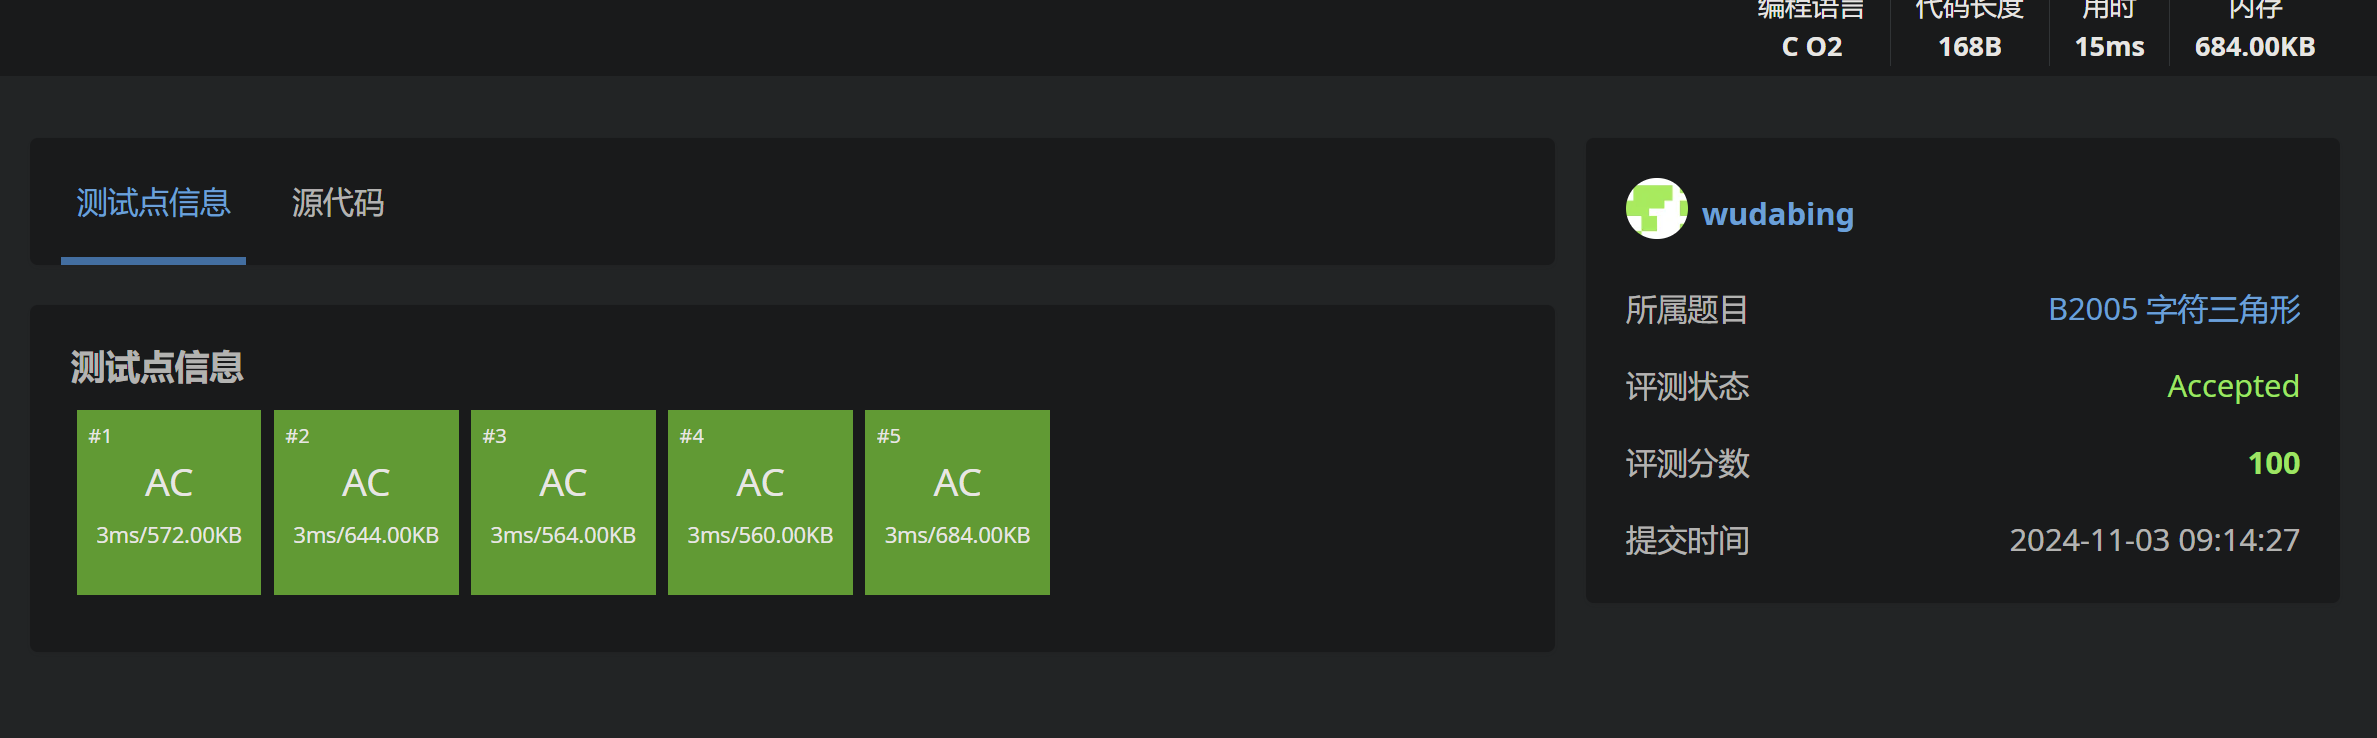 编程语言 代码长度 用时 内存
C O2 168B 15ms 684.00KB
测试点信息 源代码
测试点信息
#1 #2 #3 #4 #5
AC AC AC AC AC
3ms/572.00KB 3ms/644.00KB 3ms/564.00KB 3ms/560.00KB 3ms/684.00KB
wudabing
所属题目 B2005 字符三角形
评测状态 Accepted
评测分数 100
提交时间 2024-11-03 09:14:27